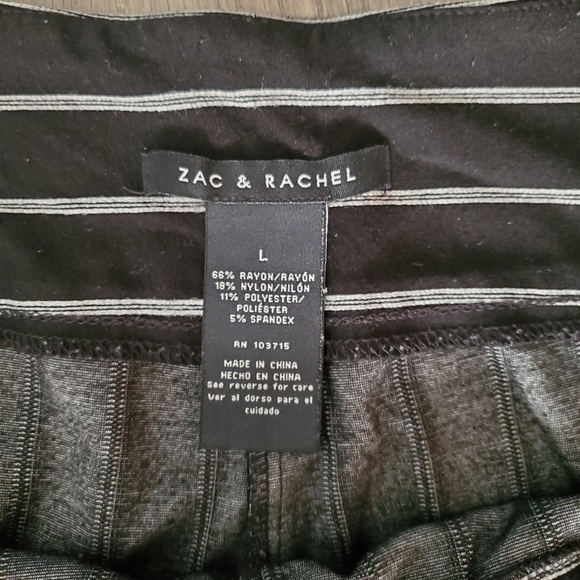 ZAC & RACHEL
L
66% RAYON/RAYÓN
18% NYLON/NILÓN
11% POLYESTER/
POLIÉSTER
5% SPANDEX
RN 103715
MADE IN CHINA
HECHO EN CHINA
See reverse for care
Ver al dorso para el
cuidado